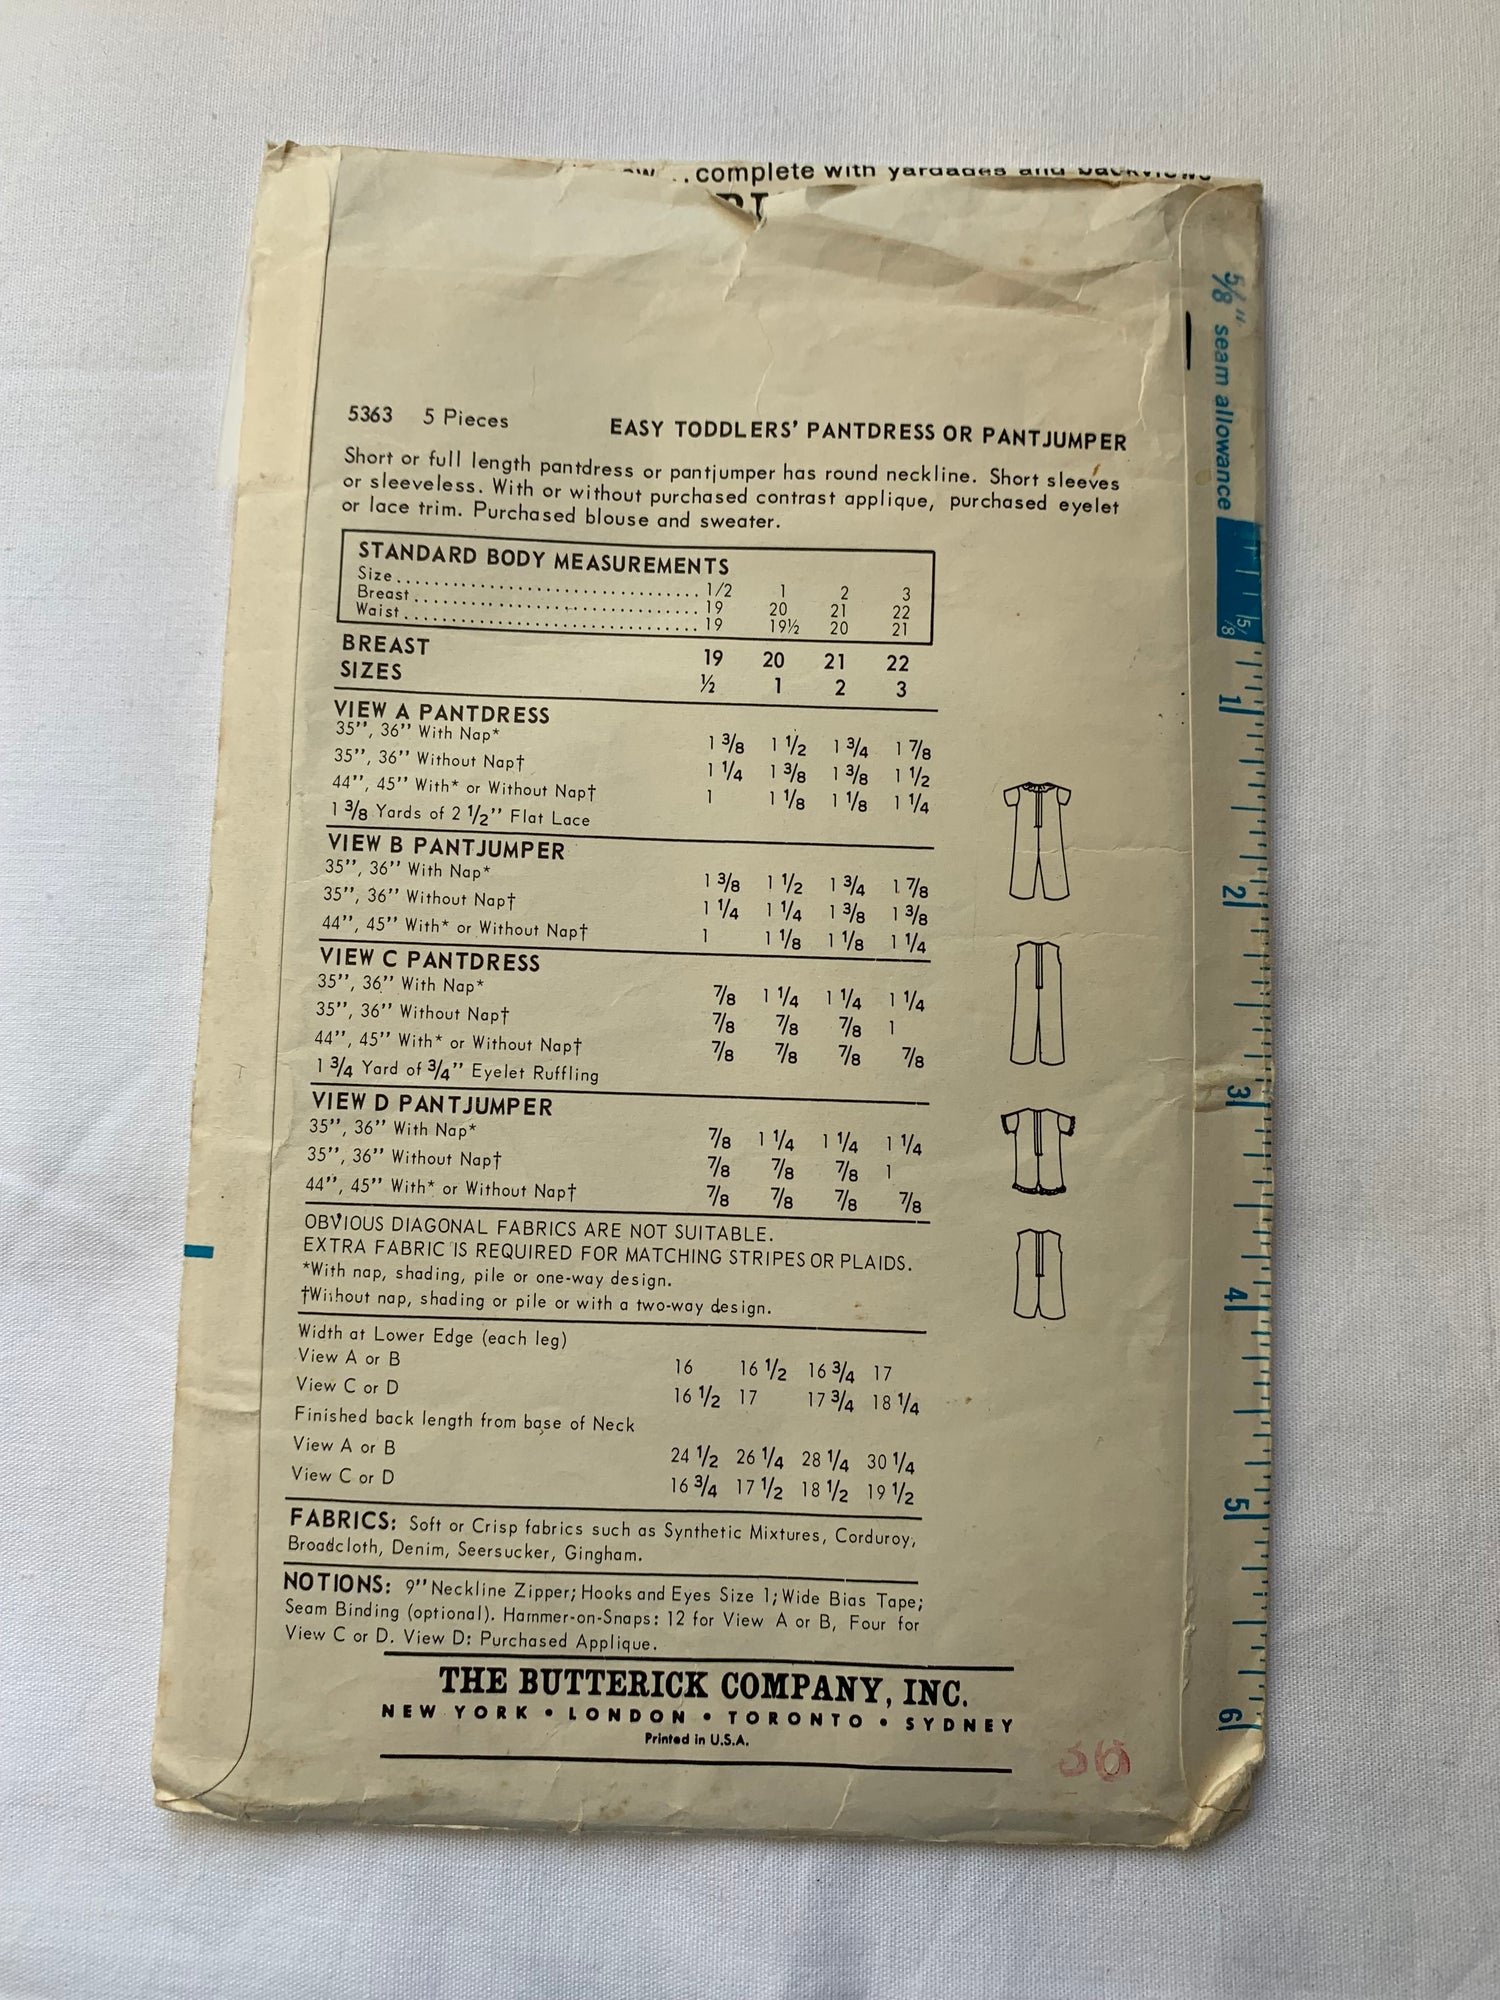 ...complete with yardages and backviews
5/8" seam allowance
5363 5 Pieces EASY TODDLERS' PANTDRESS OR PANTJUMPER
Short or full length pantdress or pantjumper has round neckline. Short sleeves
or sleeveless. With or without purchased contrast applique, purchased eyelet
or lace trim. Purchased blouse and sweater.
STANDARD BODY MEASUREMENTS
Size........................................ 1/2 1 2 3
Breast...................................... 19 20 21 22
Waist....................................... 19 19½ 20 21
BREAST 19 20 21 22
SIZES ½ 1 2 3
VIEW A PANTDRESS
35'', 36'' With Nap* 1 3/8 1 1/2 1 3/4 1 7/8
35'', 36'' Without Nap† 1 1/4 1 3/8 1 3/8 1 1/2
44'', 45'' With* or Without Nap† 1 1 1/8 1 1/8 1 1/4
1 3/8 Yards of 2 1/2'' Flat Lace
VIEW B PANTJUMPER
35'', 36'' With Nap* 1 3/8 1 1/2 1 3/4 1 7/8
35'', 36'' Without Nap† 1 1/4 1 1/4 1 3/8 1 3/8
44'', 45'' With* or Without Nap† 1 1 1/8 1 1/8 1 1/4
VIEW C PANTDRESS
35'', 36'' With Nap* 7/8 1 1/4 1 1/4 1 1/4
35'', 36'' Without Nap† 7/8 7/8 7/8 1
44'', 45'' With* or Without Nap† 7/8 7/8 7/8 7/8
1 3/4 Yard of 3/4'' Eyelet Ruffling
VIEW D PANTJUMPER
35'', 36'' With Nap* 7/8 1 1/4 1 1/4 1 1/4
35'', 36'' Without Nap† 7/8 7/8 7/8 1
44'', 45'' With* or Without Nap† 7/8 7/8 7/8 7/8
OBVIOUS DIAGONAL FABRICS ARE NOT SUITABLE.
EXTRA FABRIC IS REQUIRED FOR MATCHING STRIPES OR PLAIDS.
*With nap, shading, pile or one-way design.
†Without nap, shading or pile or with a two-way design.
Width at Lower Edge (each leg)
View A or B 16 16 1/2 16 3/4 17
View C or D 16 1/2 17 17 3/4 18 1/4
Finished back length from base of Neck
View A or B 24 1/2 26 1/4 28 1/4 30 1/4
View C or D 16 3/4 17 1/2 18 1/2 19 1/2
FABRICS: Soft or Crisp fabrics such as Synthetic Mixtures, Corduroy,
Broadcloth, Denim, Seersucker, Gingham.
NOTIONS: 9'' Neckline Zipper; Hooks and Eyes Size 1; Wide Bias Tape;
Seam Binding (optional). Hammer-on-Snaps: 12 for View A or B, Four for
View C or D. View D: Purchased Applique.
THE BUTTERICK COMPANY, INC.
NEW YORK • LONDON • TORONTO • SYDNEY
Printed in U.S.A.
36
5/8
1
2
3
4
5
6